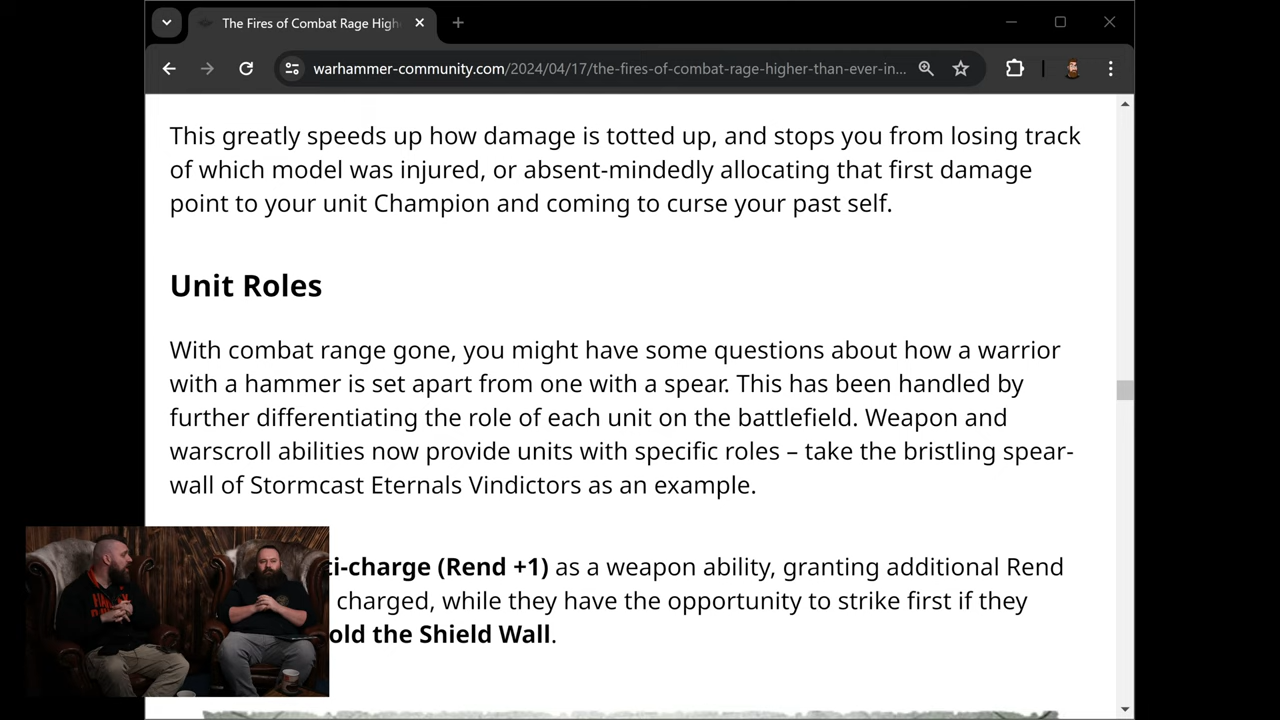 The Fires of Combat Rage High
warhammer-community.com/2024/04/17/the-fires-of-combat-rage-higher-than-ever-in...
This greatly speeds up how damage is totted up, and stops you from losing track
of which model was injured, or absent-mindedly allocating that first damage
point to your unit Champion and coming to curse your past self.
Unit Roles
With combat range gone, you might have some questions about how a warrior
with a hammer is set apart from one with a spear. This has been handled by
further differentiating the role of each unit on the battlefield. Weapon and
warscroll abilities now provide units with specific roles – take the bristling spear-
wall of Stormcast Eternals Vindictors as an example.
ti-charge (Rend +1) as a weapon ability, granting additional Rend
charged, while they have the opportunity to strike first if they
old the Shield Wall.